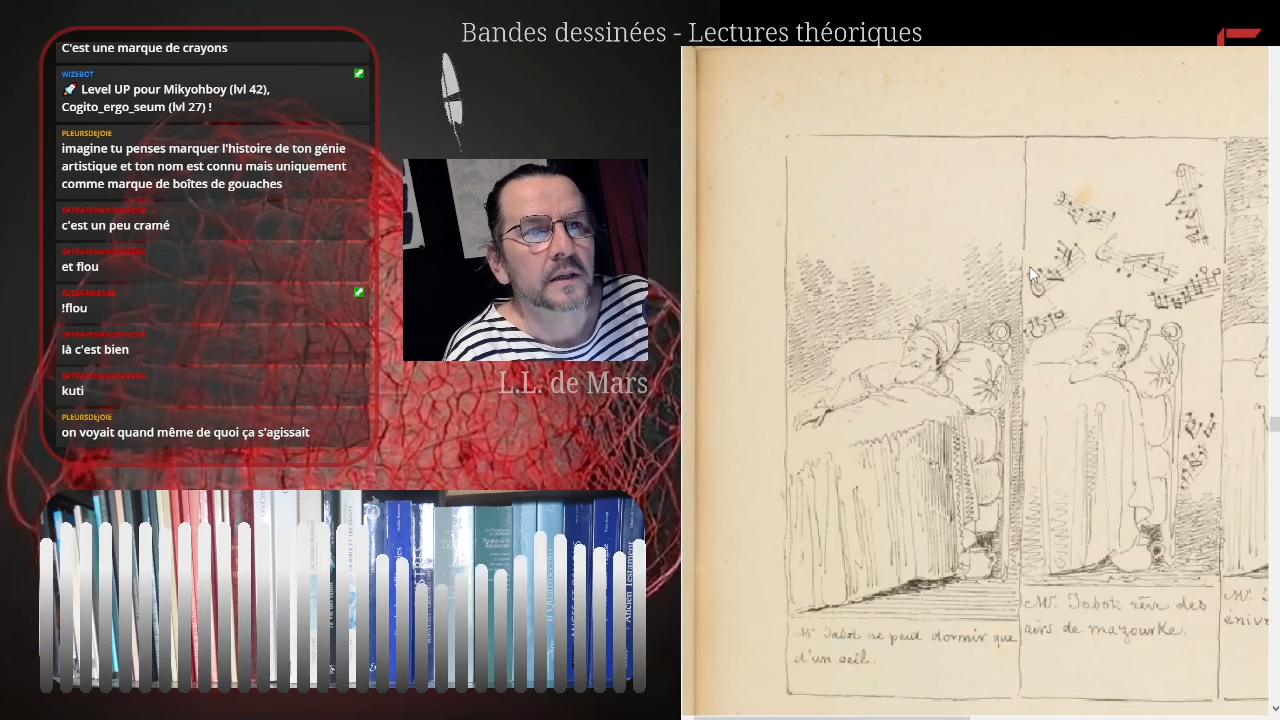 Bandes dessinées - Lectures théoriques
C'est une marque de crayons
WIZEBOT
🚀 Level UP pour Mikyohboy (lvl 42),
Cogito_ergo_seum (lvl 27) !
PLEURSDEJOIE
imagine tu penses marquer l'histoire de ton génie
artistique et ton nom est connu mais uniquement
comme marque de boîtes de gouaches
c'est un peu cramé
et flou
!flou
là c'est bien
kuti
PLEURSDEJOIE
on voyait quand même de quoi ça s'agissait
L.L. de Mars
Ancien Testament
Mr. Jabot ne peut dormir que
d'un œil.
Mr. Jabot rêve des
airs de mazourke.